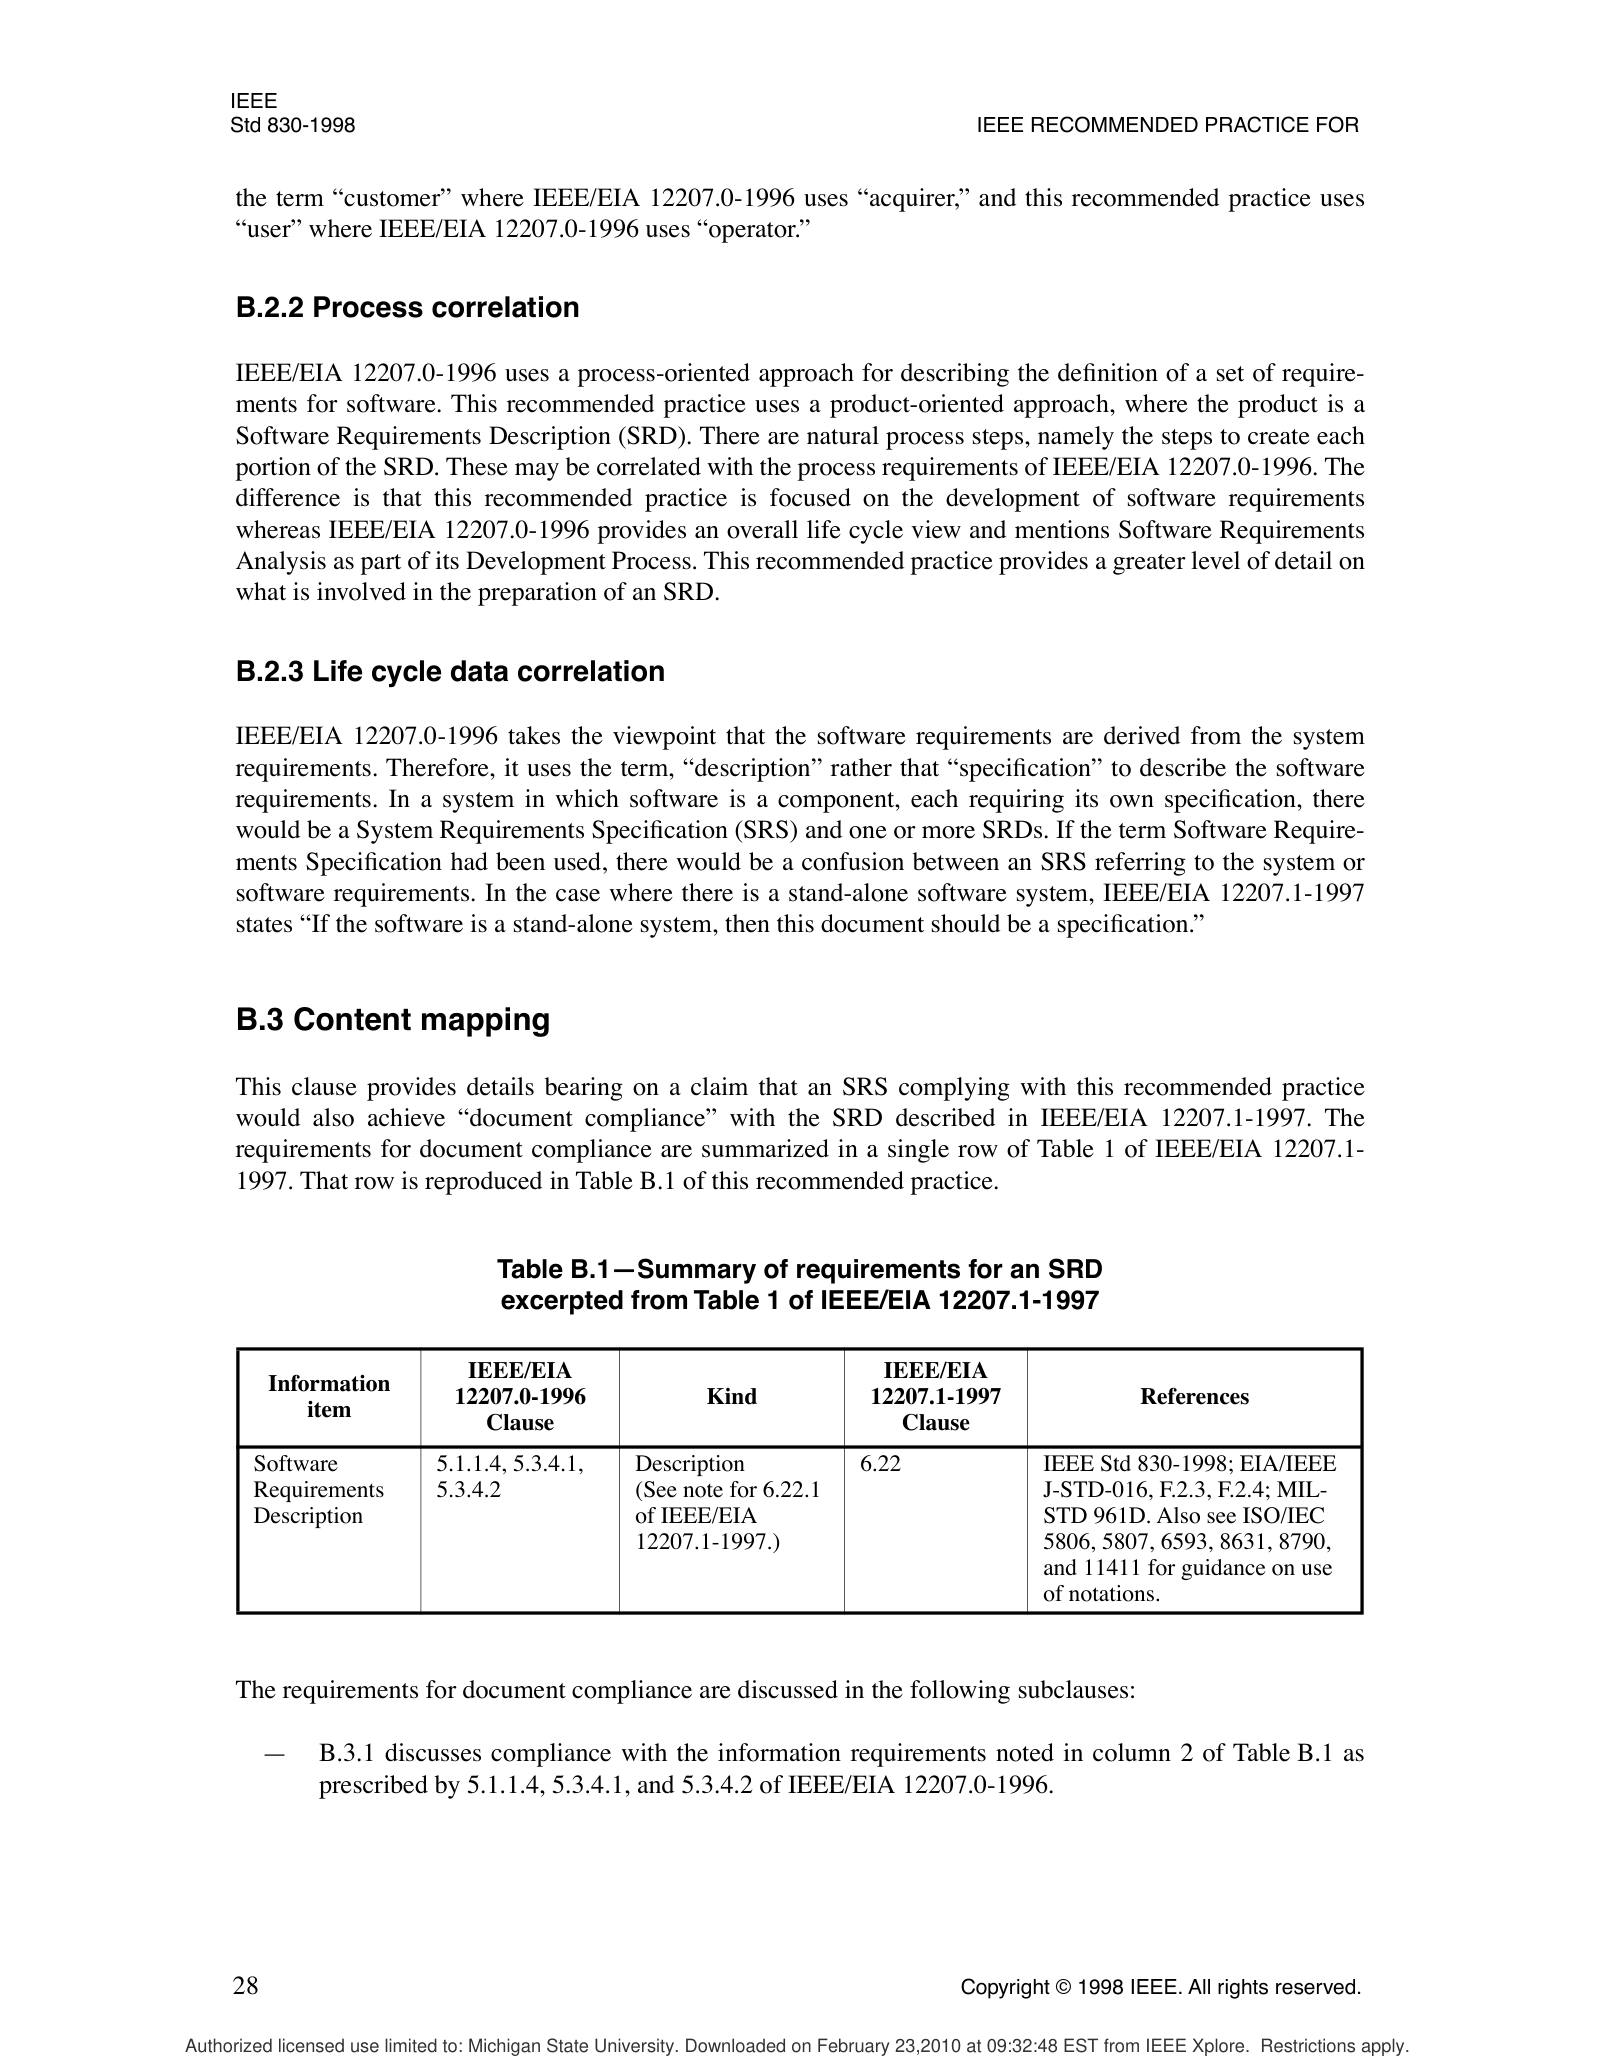 IEEE
Std 830-1998
IEEE RECOMMENDED PRACTICE FOR
the term “customer” where IEEE/EIA 12207.0-1996 uses “acquirer,” and this recommended practice uses
“user” where IEEE/EIA 12207.0-1996 uses “operator.”
B.2.2 Process correlation
IEEE/EIA 12207.0-1996 uses a process-oriented approach for describing the definition of a set of require-
ments for software. This recommended practice uses a product-oriented approach, where the product is a
Software Requirements Description (SRD). There are natural process steps, namely the steps to create each
portion of the SRD. These may be correlated with the process requirements of IEEE/EIA 12207.0-1996. The
difference is that this recommended practice is focused on the development of software requirements
whereas IEEE/EIA 12207.0-1996 provides an overall life cycle view and mentions Software Requirements
Analysis as part of its Development Process. This recommended practice provides a greater level of detail on
what is involved in the preparation of an SRD.
B.2.3 Life cycle data correlation
IEEE/EIA 12207.0-1996 takes the viewpoint that the software requirements are derived from the system
requirements. Therefore, it uses the term, “description” rather that “specification” to describe the software
requirements. In a system in which software is a component, each requiring its own specification, there
would be a System Requirements Specification (SRS) and one or more SRDs. If the term Software Require-
ments Specification had been used, there would be a confusion between an SRS referring to the system or
software requirements. In the case where there is a stand-alone software system, IEEE/EIA 12207.1-1997
states “If the software is a stand-alone system, then this document should be a specification.”
B.3 Content mapping
This clause provides details bearing on a claim that an SRS complying with this recommended practice
would also achieve “document compliance” with the SRD described in IEEE/EIA 12207.1-1997. The
requirements for document compliance are summarized in a single row of Table 1 of IEEE/EIA 12207.1-
1997. That row is reproduced in Table B.1 of this recommended practice.
Table B.1—Summary of requirements for an SRD
excerpted from Table 1 of IEEE/EIA 12207.1-1997
Information
item
IEEE/EIA
12207.0-1996
Clause
Kind
IEEE/EIA
12207.1-1997
Clause
References
Software
Requirements
Description
5.1.1.4, 5.3.4.1,
5.3.4.2
Description
(See note for 6.22.1
of IEEE/EIA
12207.1-1997.)
6.22
IEEE Std 830-1998; EIA/IEEE
J-STD-016, F.2.3, F.2.4; MIL-
STD 961D. Also see ISO/IEC
5806, 5807, 6593, 8631, 8790,
and 11411 for guidance on use
of notations.
The requirements for document compliance are discussed in the following subclauses:
— B.3.1 discusses compliance with the information requirements noted in column 2 of Table B.1 as
prescribed by 5.1.1.4, 5.3.4.1, and 5.3.4.2 of IEEE/EIA 12207.0-1996.
28
Copyright © 1998 IEEE. All rights reserved.
Authorized licensed use limited to: Michigan State University. Downloaded on February 23,2010 at 09:32:48 EST from IEEE Xplore. Restrictions apply.